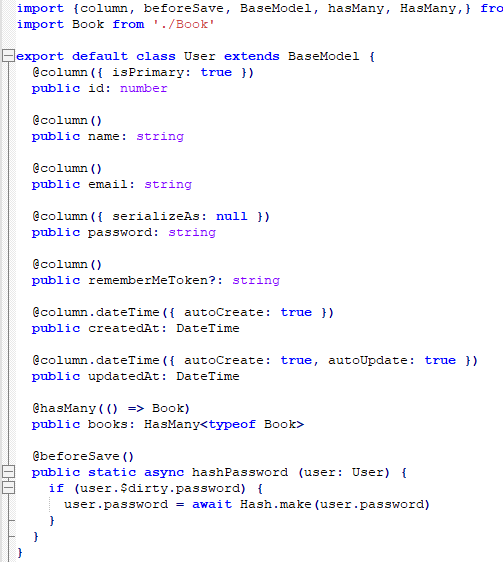 import {column, beforeSave, BaseModel, hasMany, HasMany,} fro
import Book from './Book'
export default class User extends BaseModel {
@column({ isPrimary: true })
public id: number
@column()
public name: string
@column()
public email: string
@column({ serializeAs: null })
public password: string
@column()
public rememberMeToken?: string
@column.dateTime({ autoCreate: true })
public createdAt: DateTime
@column.dateTime({ autoCreate: true, autoUpdate: true })
public updatedAt: DateTime
@hasMany(() => Book)
public books: HasMany<typeof Book>
@beforeSave()
public static async hashPassword (user: User) {
if (user.$dirty.password) {
user.password = await Hash.make(user.password)
}
}
}